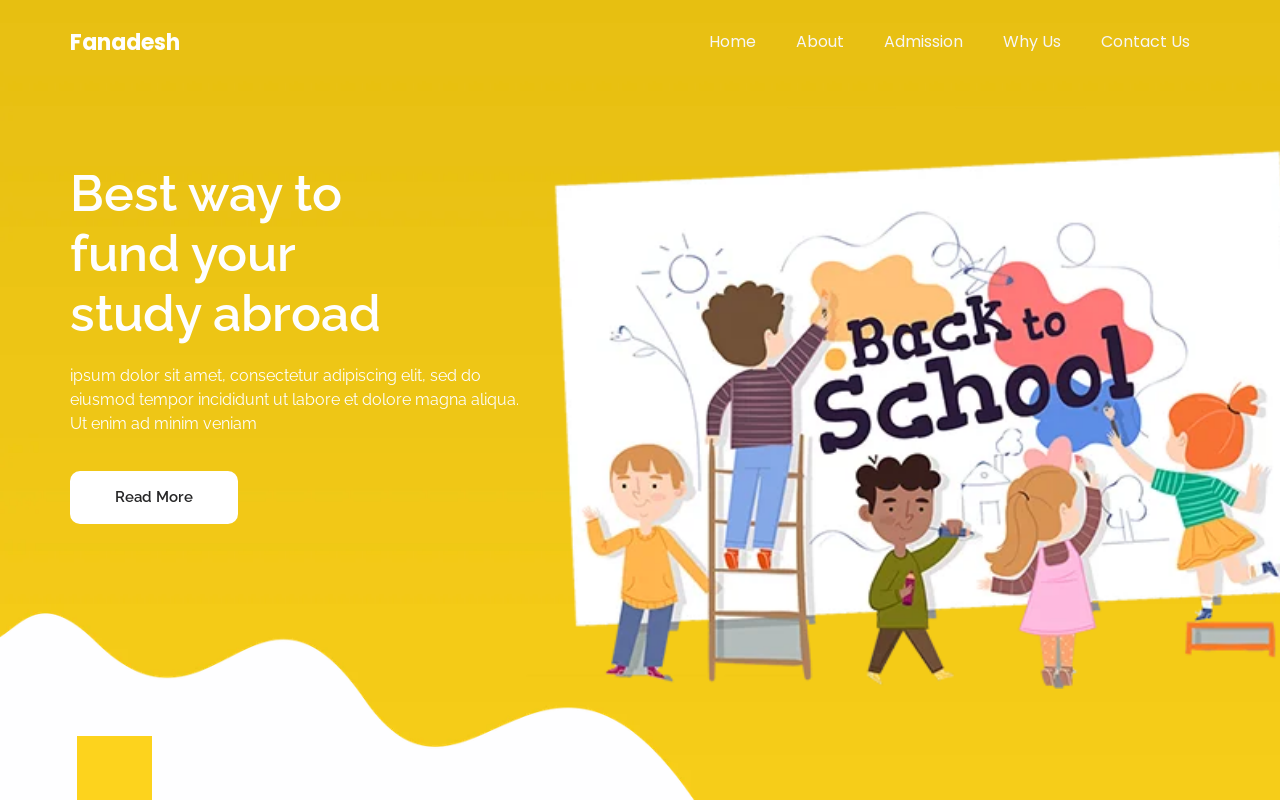 Fanadesh
Home About Admission Why Us Contact Us
Best way to
fund your
study abroad
ipsum dolor sit amet, consectetur adipiscing elit, sed do
eiusmod tempor incididunt ut labore et dolore magna aliqua.
Ut enim ad minim veniam
Read More
Back to
School